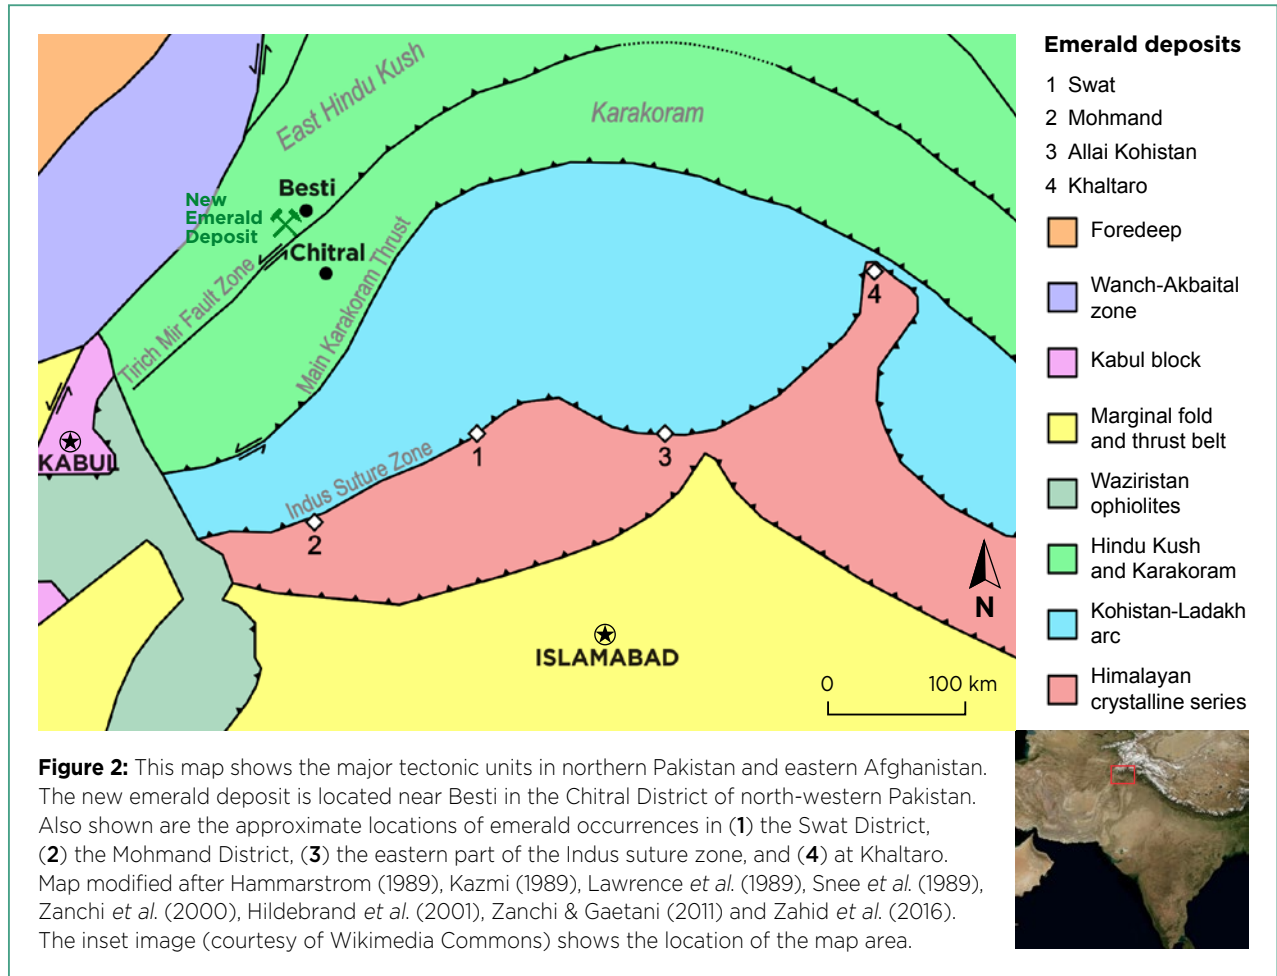 East Hindu Kush
Karakoram
Besti
New
Emerald
Deposit
Chitral
Tirich Mir Fault Zone
Main Karakoram Thrust
4
KABUL
1
3
Indus Suture Zone
2
N
ISLAMABAD
0 100 km
Emerald deposits
1 Swat
2 Mohmand
3 Allai Kohistan
4 Khaltaro
Foredeep
Wanch-Akbaital
zone
Kabul block
Marginal fold
and thrust belt
Waziristan
ophiolites
Hindu Kush
and Karakoram
Kohistan-Ladakh
arc
Himalayan
crystalline series
Figure 2: This map shows the major tectonic units in northern Pakistan and eastern Afghanistan.
The new emerald deposit is located near Besti in the Chitral District of north-western Pakistan.
Also shown are the approximate locations of emerald occurrences in (1) the Swat District,
(2) the Mohmand District, (3) the eastern part of the Indus suture zone, and (4) at Khaltaro.
Map modified after Hammarstrom (1989), Kazmi (1989), Lawrence et al. (1989), Snee et al. (1989),
Zanchi et al. (2000), Hildebrand et al. (2001), Zanchi & Gaetani (2011) and Zahid et al. (2016).
The inset image (courtesy of Wikimedia Commons) shows the location of the map area.